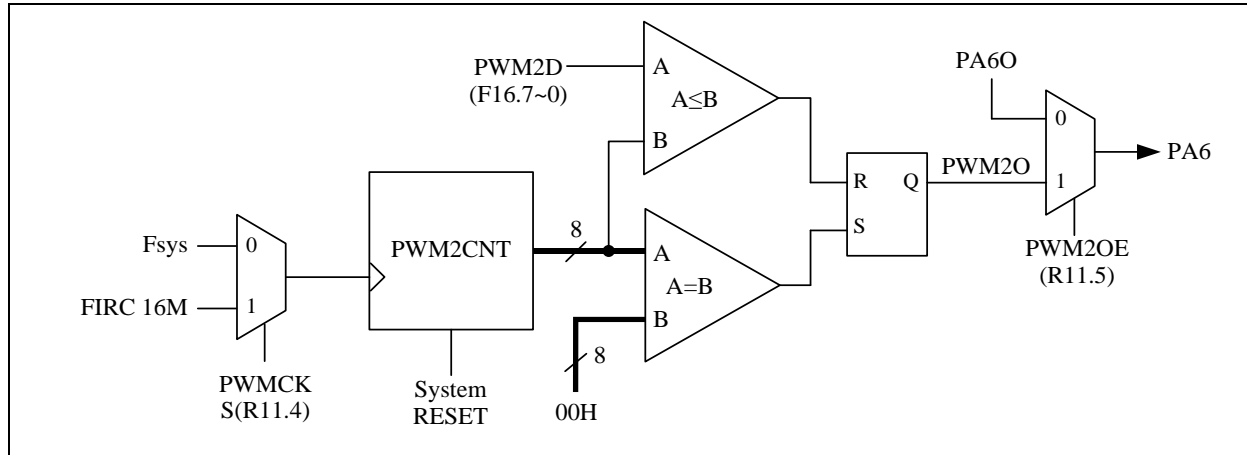 PWM2D
(F16.7~0)
A
A≤B
B
PA6O
0
PA6
1
PWM2OE
(R11.5)
R
Q
PWM2O
S
Fsys
0
FIRC 16M
1
PWMCK
S(R11.4)
PWM2CNT
System
RESET
8
A
A=B
B
8
00H